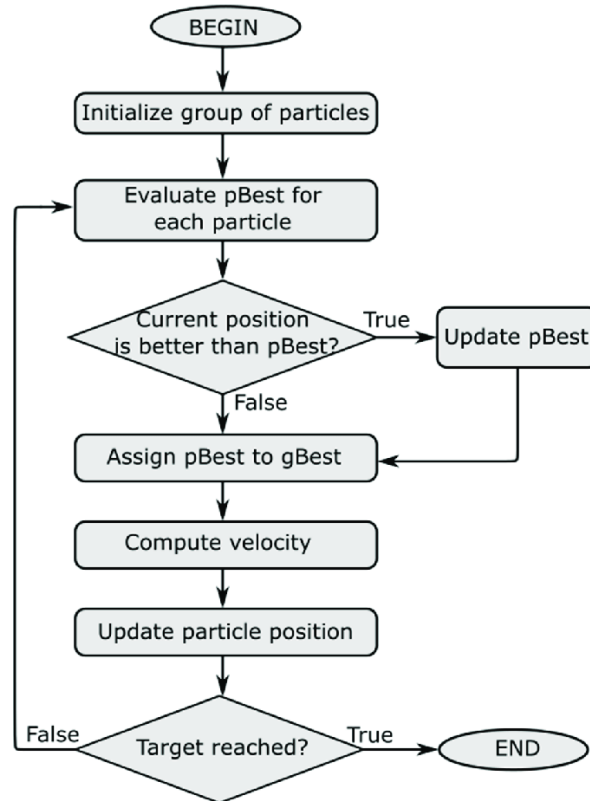 BEGIN
Initialize group of particles
Evaluate pBest for
each particle
Current position
is better than pBest?
True
Update pBest
False
Assign pBest to gBest
Compute velocity
Update particle position
False
Target reached?
True
END